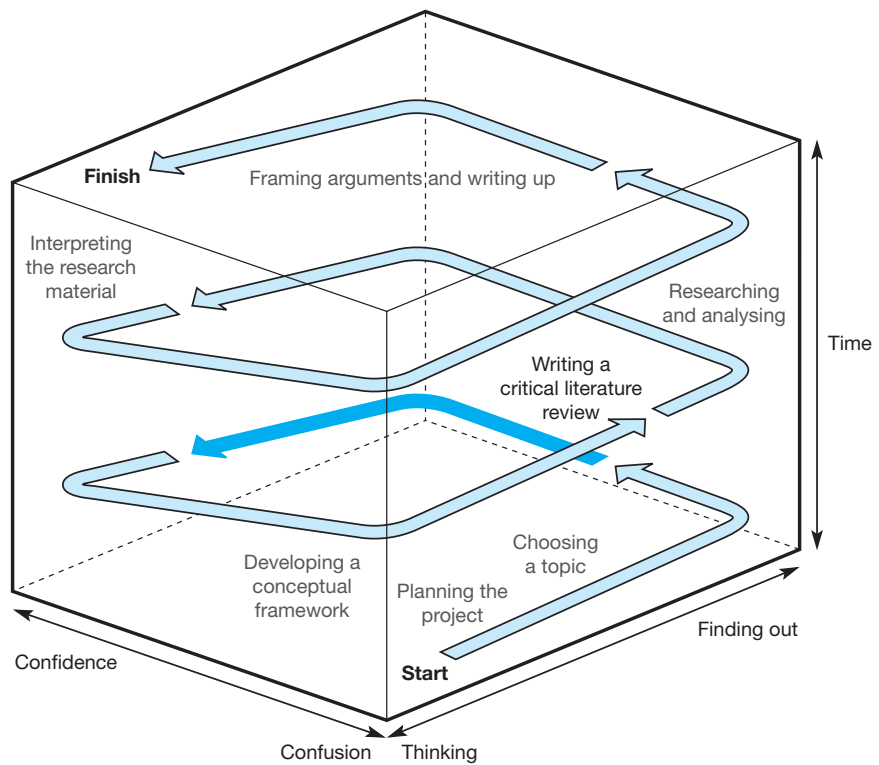 Finish
Framing arguments and writing up
Interpreting
the research
material
Researching
and analysing
Time
Writing a
critical literature
review
Choosing
a topic
Developing a
conceptual
framework
Planning the
project
Start
Finding out
Confidence
Confusion
Thinking